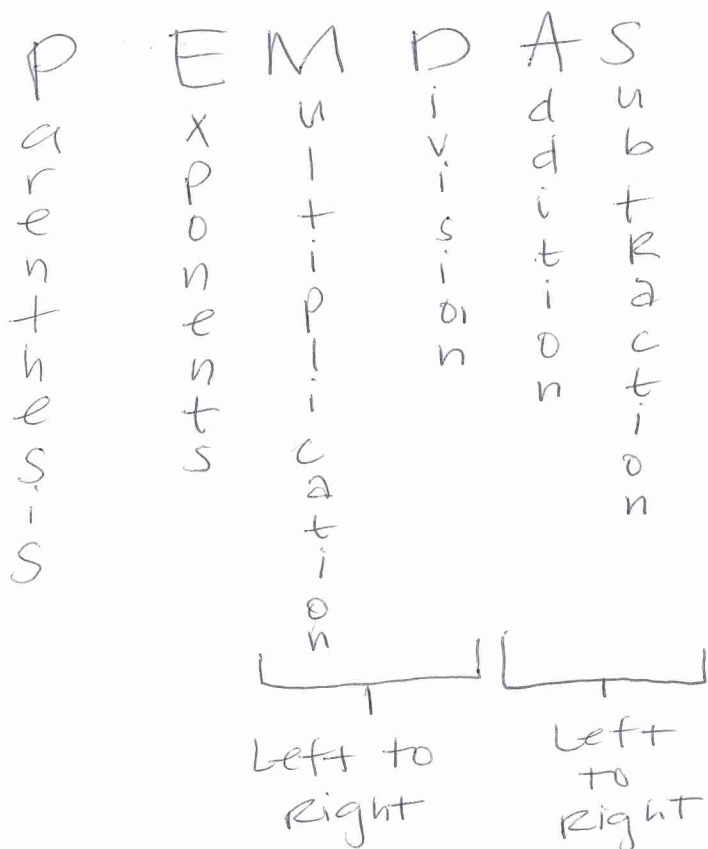 Parenthesis
Exponents
Multiplication
Division
Addition
SubtRaction
Left to
Right
Left
to
Right